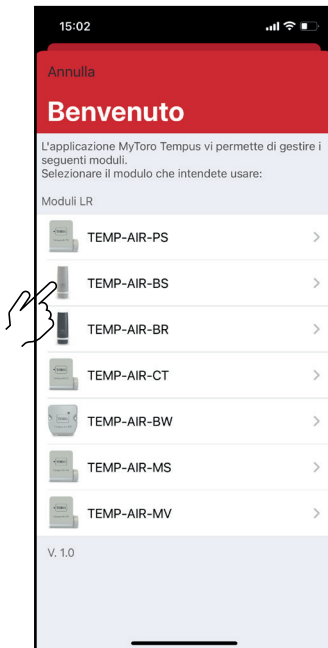 15:02
Annulla
Benvenuto
L'applicazione MyToro Tempus vi permette di gestire i
seguenti moduli.
Selezionare il modulo che intendete usare:
Moduli LR
TEMP-AIR-PS
TEMP-AIR-BS
TEMP-AIR-BR
TEMP-AIR-CT
TEMP-AIR-BW
TEMP-AIR-MS
TEMP-AIR-MV
V. 1.0